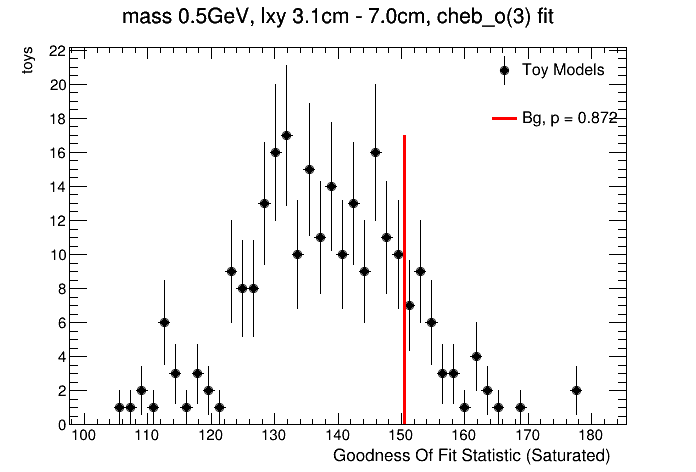 mass 0.5GeV, lxy 3.1cm - 7.0cm, cheb_o(3) fit
toys
22
20
18
16
14
12
10
8
6
4
2
0
Toy Models
Bg, p = 0.872
100 110 120 130 140 150 160 170 180
Goodness Of Fit Statistic (Saturated)